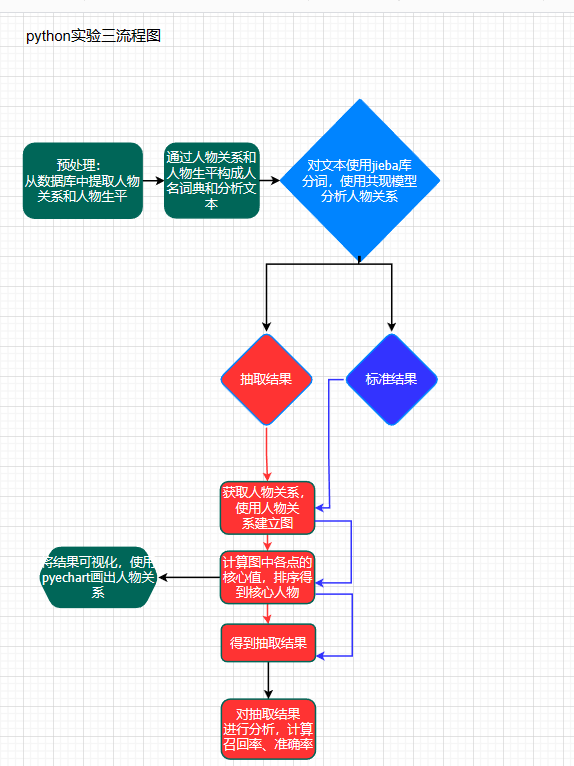 python实验三流程图
预处理：
从数据库中提取人物
关系和人物生平
通过人物关系和
人物生平构成人
名词典和分析文
本
对文本使用jieba库
分词，使用共现模型
分析人物关系
抽取结果
标准结果
获取人物关系，
使用人物关
系建立图
将结果可视化，使用
pyechart画出人物关
系
计算图中各点的
核心值，排序得
到核心人物
得到抽取结果
对抽取结果
进行分析，计算
召回率、准确率